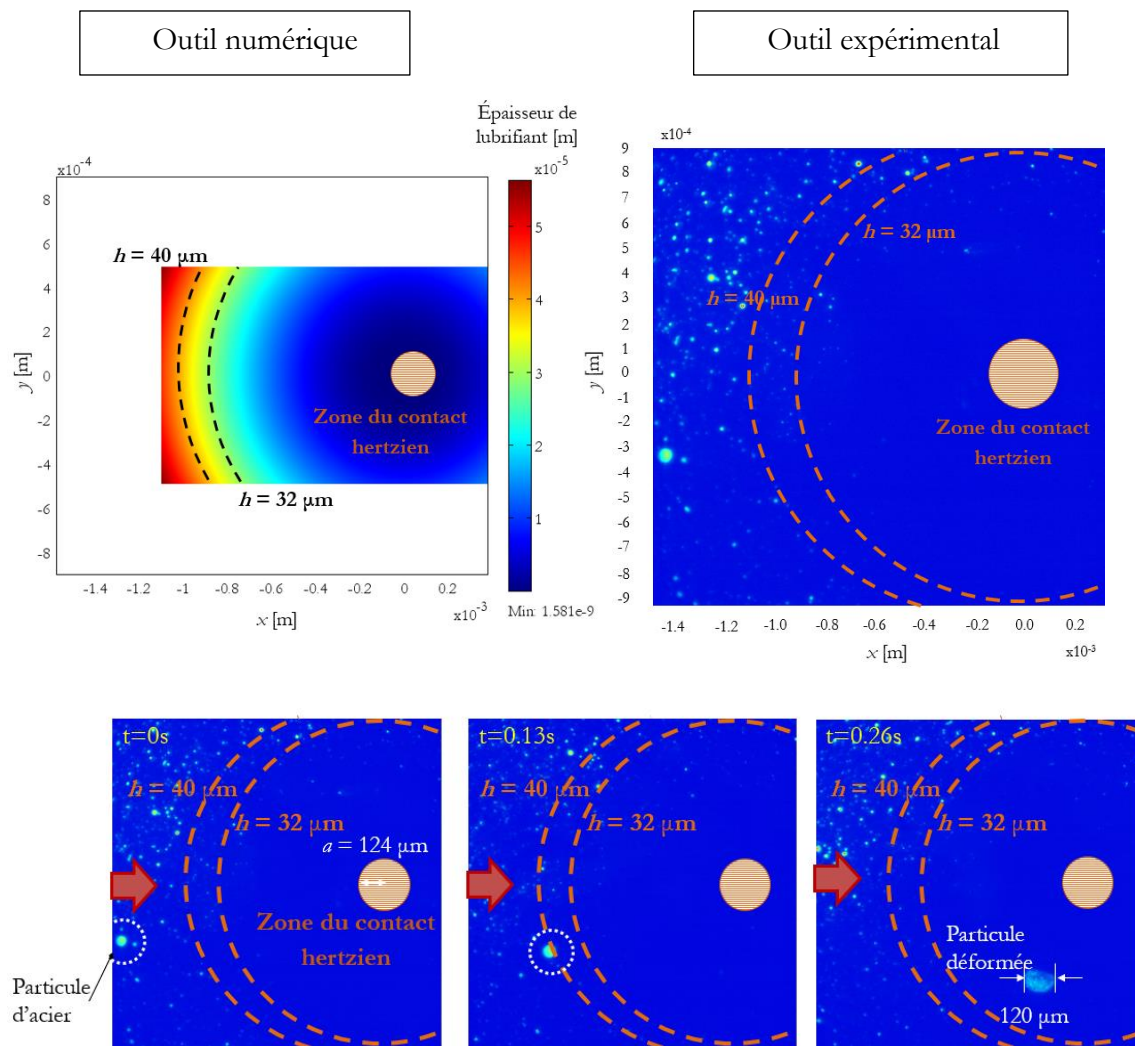 Outil numérique
Outil expérimental
Épaisseur de
lubrifiant [m]
x10⁻⁴
x10⁻⁵
8
6
4
2
0
-2
-4
-6
-8
y [m]
h = 40 µm
h = 32 µm
Zone du contact
hertzien
-1.4
-1.2
-1
-0.8
-0.6
-0.4
-0.2
0
0.2
x10⁻³
x [m]
5
4
3
2
1
Min: 1.581e-9
x10⁻⁴
9
8
7
6
5
4
3
2
1
0
-1
-2
-3
-4
-5
-6
-7
-8
-9
y [m]
h = 32 µm
h = 40 µm
Zone du contact
hertzien
-1.4
-1.2
-1.0
-0.8
-0.6
-0.4
-0.2
0.0
0.2
x10⁻³
x [m]
t=0s
h = 40 µm
h = 32 µm
a = 124 µm
Zone du contact
hertzien
Particule
d'acier
t=0.13s
h = 40 µm
h = 32 µm
t=0.26s
h = 40 µm
h = 32 µm
Particule
déformée
120 µm